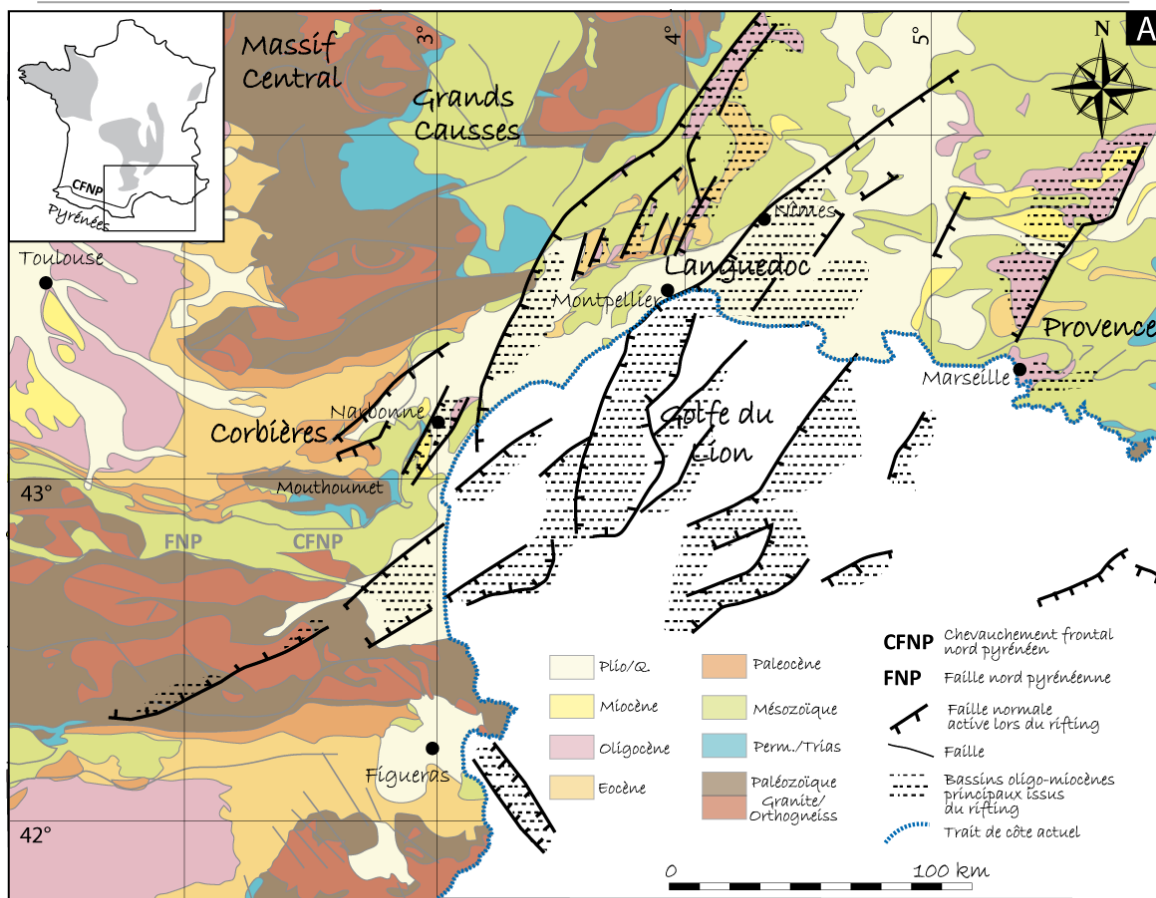 A
Massif
Central
3°
4°
5°
N
Grands
Causses
CFNP
Pyrénées
Toulouse
Nîmes
Languedoc
Montpellier
Provence
Marseille
Narbonne
Corbières
Golfe du
Lion
Mouthoumet
43°
FNP
CFNP
Figueras
42°
Plio/Q.
Miocène
Oligocène
Eocène
Paleocène
Mésozoïque
Perm./Trias
Paléozoïque
Granite/
Orthogneiss
CFNP Chevauchement frontal
nord pyrénéen
FNP Faille nord pyrénéenne
Faille normale
active lors du rifting
Faille
Bassins oligo-miocènes
principaux issus
du rifting
Trait de côte actuel
0 100 km